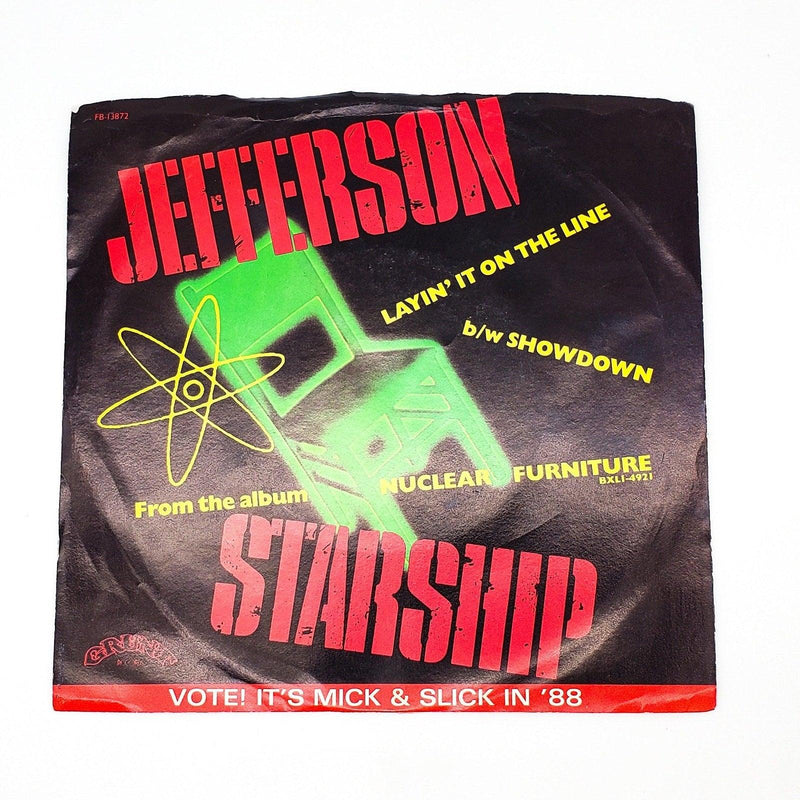 FB-13872
JEFFERSON
LAYIN' IT ON THE LINE
b/w SHOWDOWN
From the album NUCLEAR FURNITURE
BXL1-4921
STARSHIP
GRUNT
VOTE! IT'S MICK & SLICK IN '88